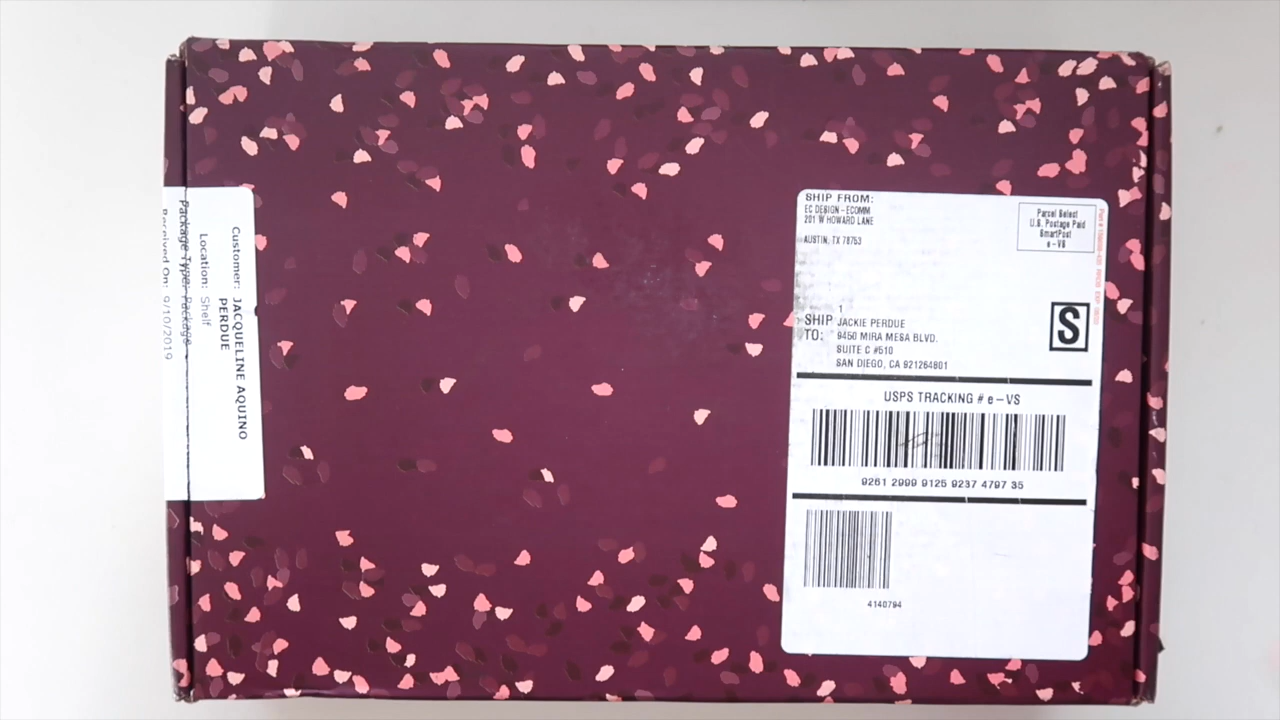 Customer: JACQUELINE AQUINO
PERDUE
Location: Shelf
Package Type: Package
Received On: 9/10/2019
SHIP FROM:
EC DESIGN - ECOMM
201 W HOWARD LANE
AUSTIN, TX 78753
Parcel Select
U.S. Postage Paid
SmartPost
e - VS
1
SHIP TO:
JACKIE PERDUE
9450 MIRA MESA BLVD.
SUITE C #510
SAN DIEGO, CA 921264801
S
USPS TRACKING # e - VS
9261 2999 9125 9237 4797 35
4140794